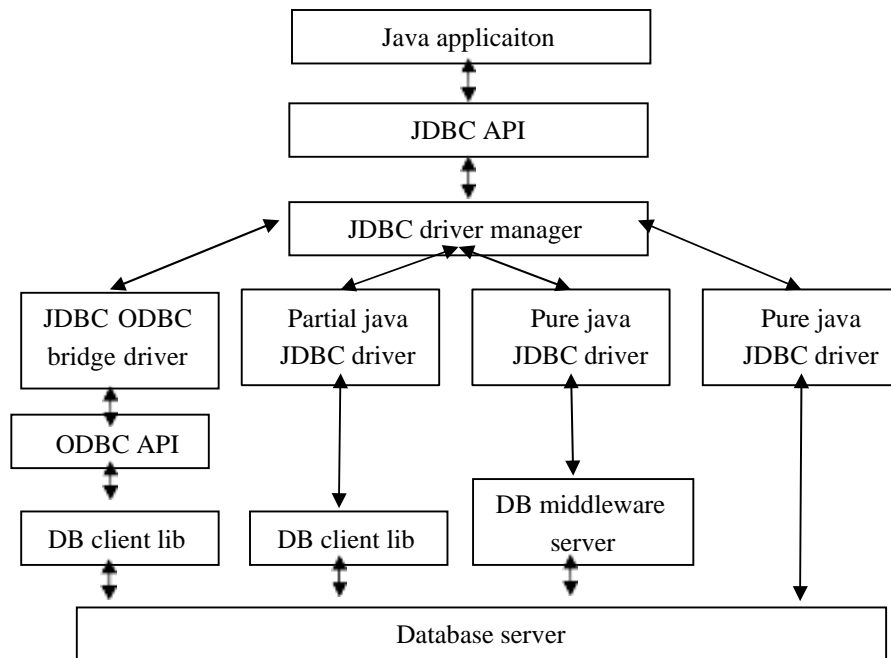 Java applicaiton
JDBC API
JDBC driver manager
JDBC ODBC
bridge driver
Partial java
JDBC driver
Pure java
JDBC driver
Pure java
JDBC driver
ODBC API
DB client lib
DB client lib
DB middleware
server
Database server